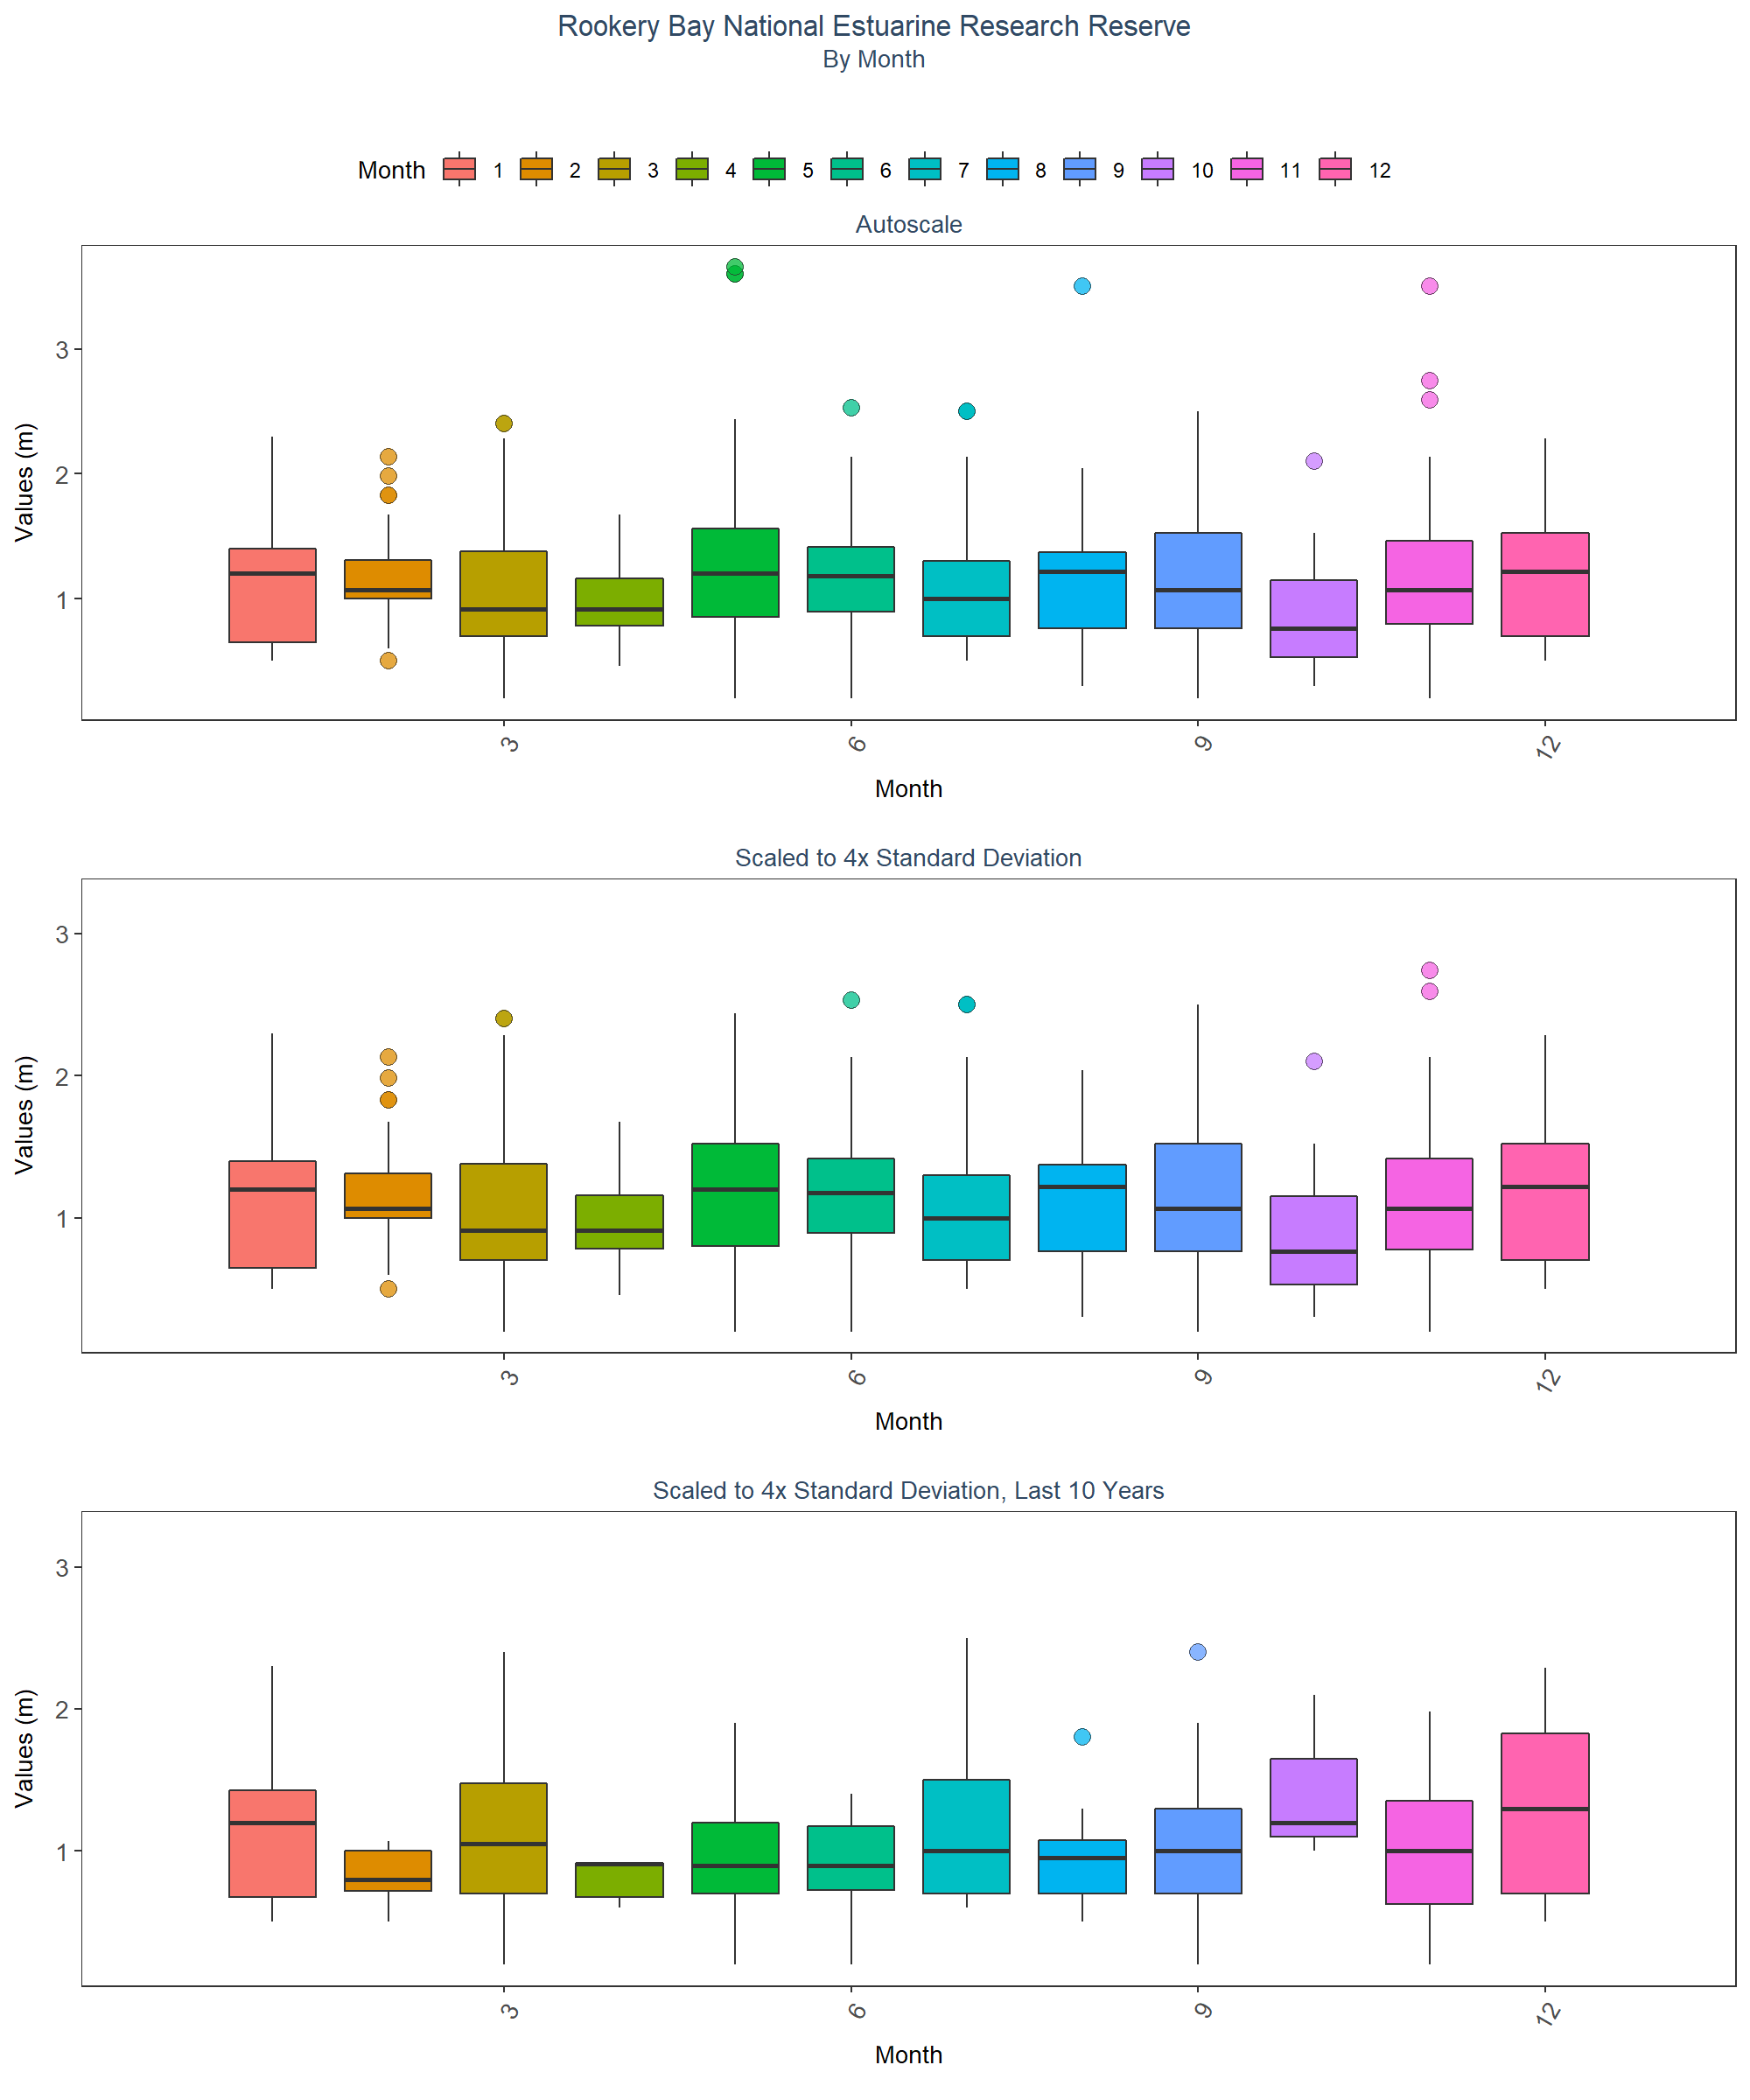 Rookery Bay National Estuarine Research Reserve
By Month
Month 1 2 3 4 5 6 7 8 9 10 11 12
Autoscale
3
2
1
Values (m)
3 6 9 12
Month
Scaled to 4x Standard Deviation
3
2
1
Values (m)
3 6 9 12
Month
Scaled to 4x Standard Deviation, Last 10 Years
3
2
1
Values (m)
3 6 9 12
Month